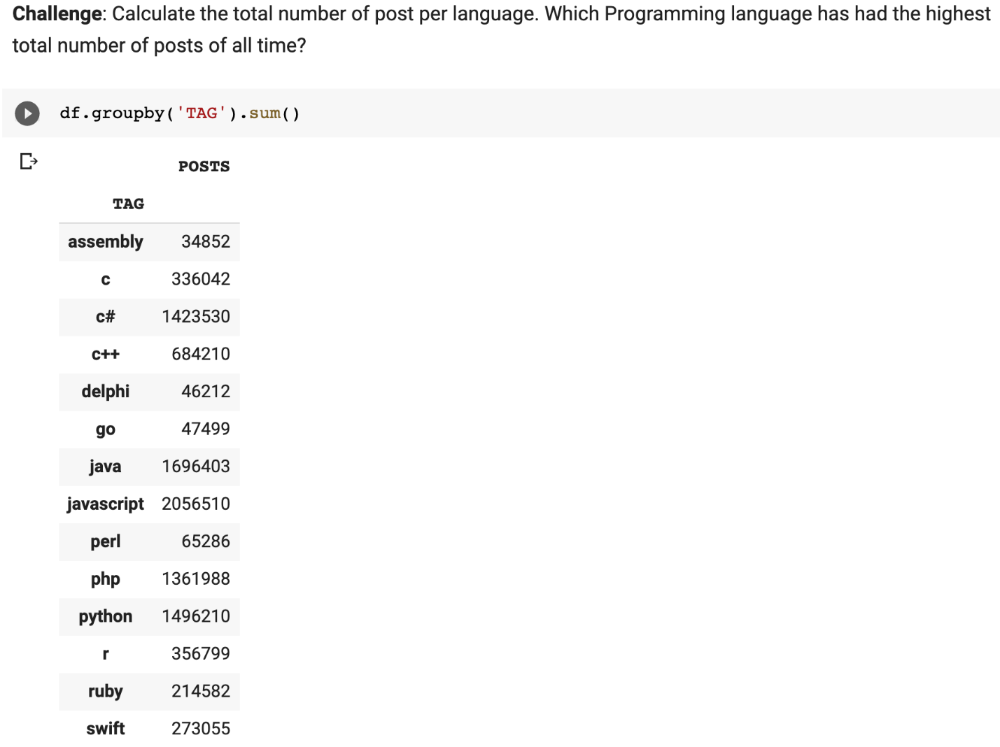 Challenge: Calculate the total number of post per language. Which Programming language has had the highest
total number of posts of all time?
df.groupby('TAG').sum()
POSTS
TAG
assembly 34852
c 336042
c# 1423530
c++ 684210
delphi 46212
go 47499
java 1696403
javascript 2056510
perl 65286
php 1361988
python 1496210
r 356799
ruby 214582
swift 273055